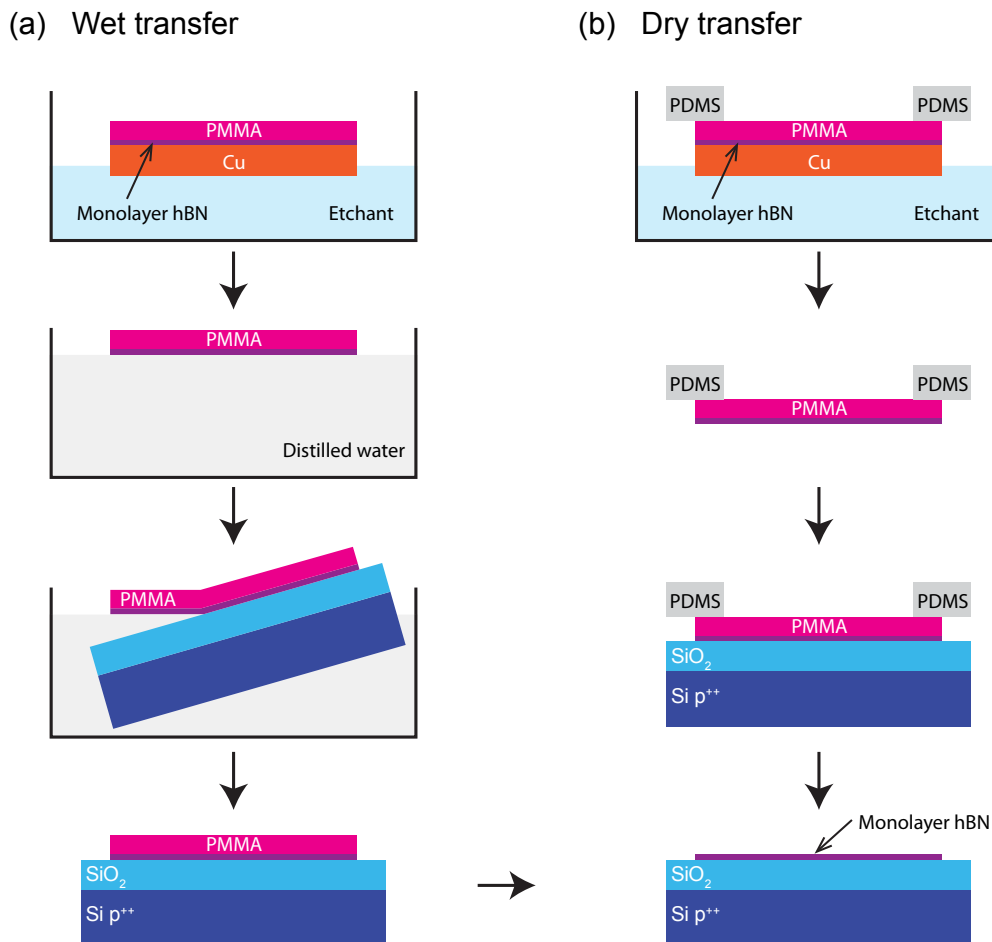 (a) Wet transfer
PMMA
Cu
Monolayer hBN
Etchant
PMMA
Distilled water
PMMA
PMMA
SiO₂
Si p⁺⁺
(b) Dry transfer
PDMS
PDMS
PMMA
Cu
Monolayer hBN
Etchant
PDMS
PDMS
PMMA
PDMS
PDMS
PMMA
SiO₂
Si p⁺⁺
Monolayer hBN
SiO₂
Si p⁺⁺